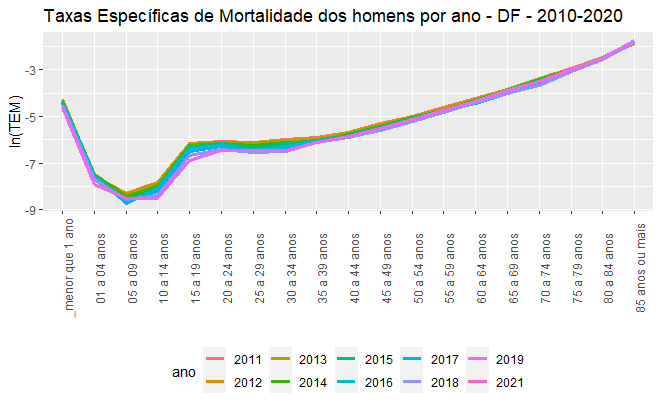 Taxas Específicas de Mortalidade dos homens por ano - DF - 2010-2020
ln(TEM)
-3
-5
-7
-9
_menor que 1 ano
01 a 04 anos
05 a 09 anos
10 a 14 anos
15 a 19 anos
20 a 24 anos
25 a 29 anos
30 a 34 anos
35 a 39 anos
40 a 44 anos
45 a 49 anos
50 a 54 anos
55 a 59 anos
60 a 64 anos
65 a 69 anos
70 a 74 anos
75 a 79 anos
80 a 84 anos
85 anos ou mais
ano
2011 2013 2015 2017 2019
2012 2014 2016 2018 2021